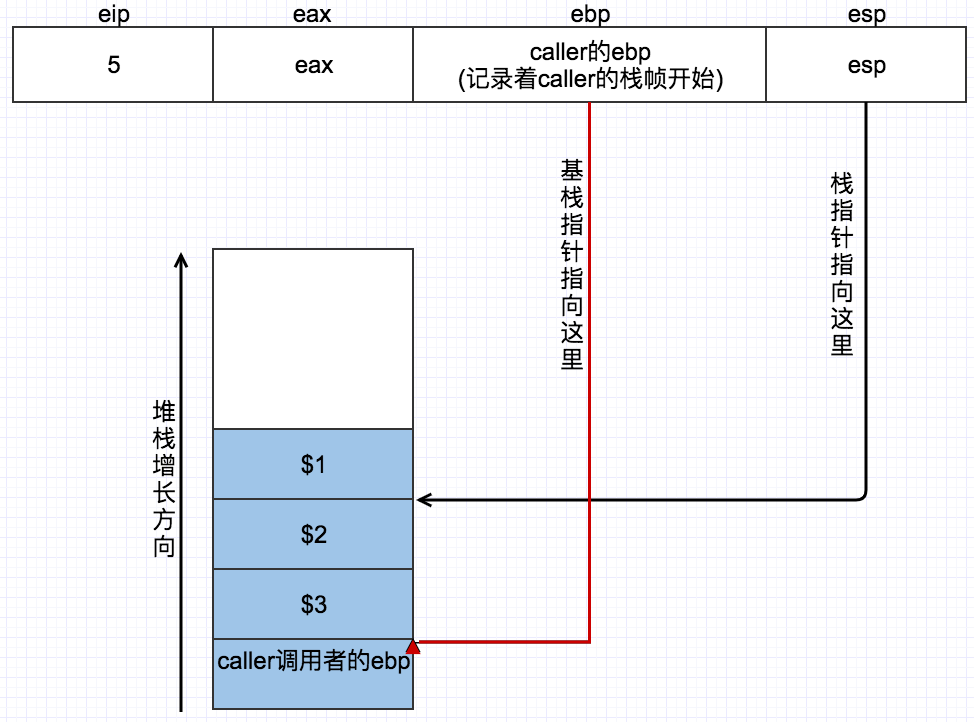 eip eax ebp esp
5 eax caller的ebp esp
(记录着caller的栈帧开始)
基栈指针指向这里
栈指针指向这里
堆栈增长方向
$1
$2
$3
caller调用者的ebp